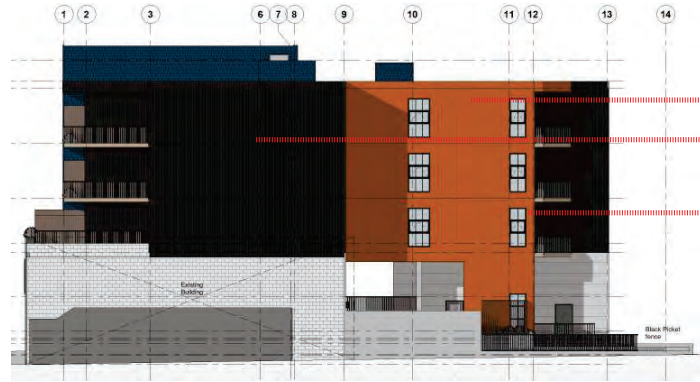 1 2 3 6 7 8 9 10 11 12 13 14
Existing
Building
Black Picket
fence